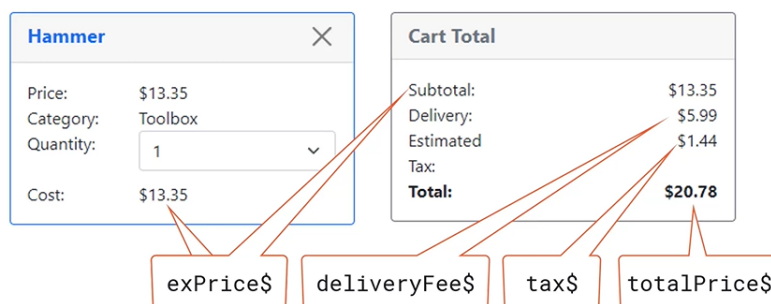 Hammer
Price: $13.35
Category: Toolbox
Quantity: 1
Cost: $13.35
Cart Total
Subtotal: $13.35
Delivery: $5.99
Estimated $1.44
Tax:
Total: $20.78
exPrice$ deliveryFee$ tax$ totalPrice$